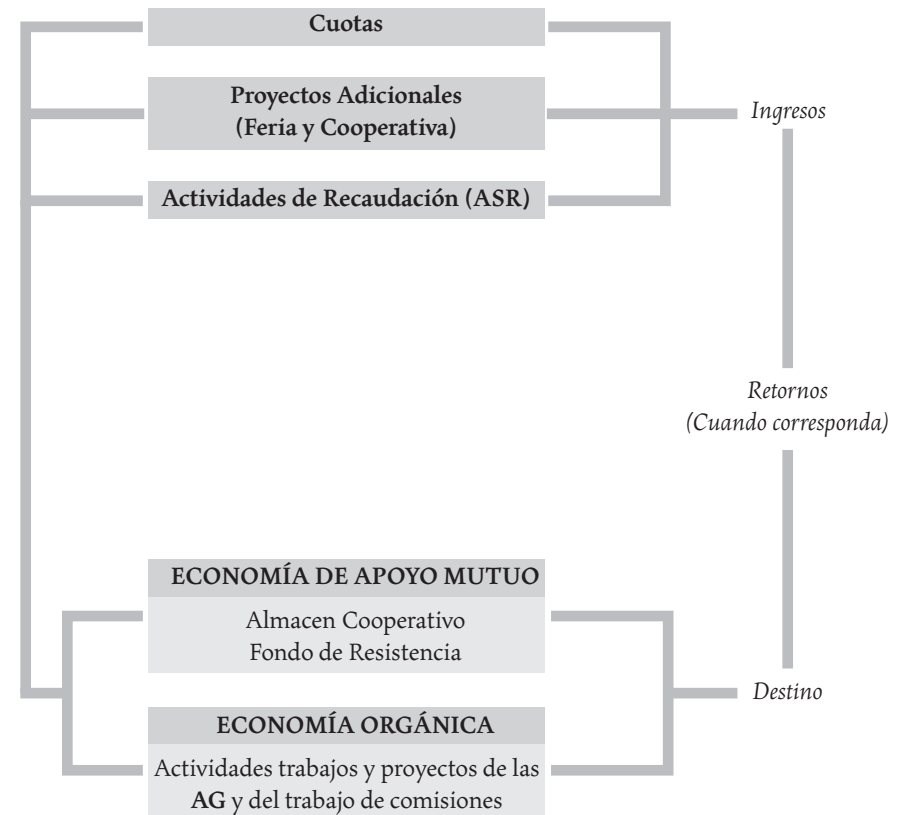 Cuotas
Proyectos Adicionales
(Feria y Cooperativa)
Ingresos
Actividades de Recaudación (ASR)
Retornos
(Cuando corresponda)
ECONOMÍA DE APOYO MUTUO
Almacen Cooperativo
Fondo de Resistencia
Destino
ECONOMÍA ORGÁNICA
Actividades trabajos y proyectos de las
AG y del trabajo de comisiones